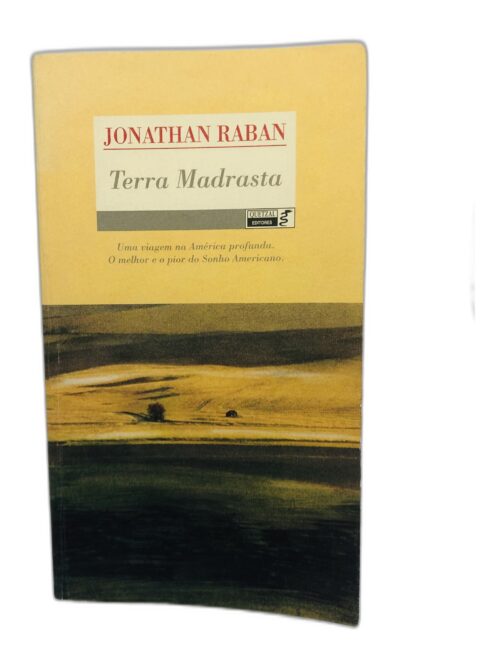 JONATHAN RABAN
Terra Madrasta
QUETZAL
EDITORES
Uma viagem na América profunda.
O melhor e o pior do Sonho Americano.